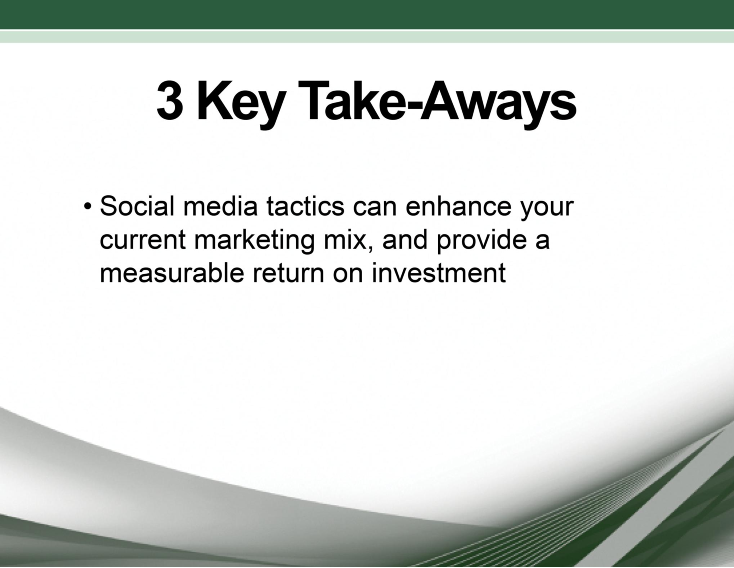 3 Key Take-Aways
• Social media tactics can enhance your
current marketing mix, and provide a
measurable return on investment